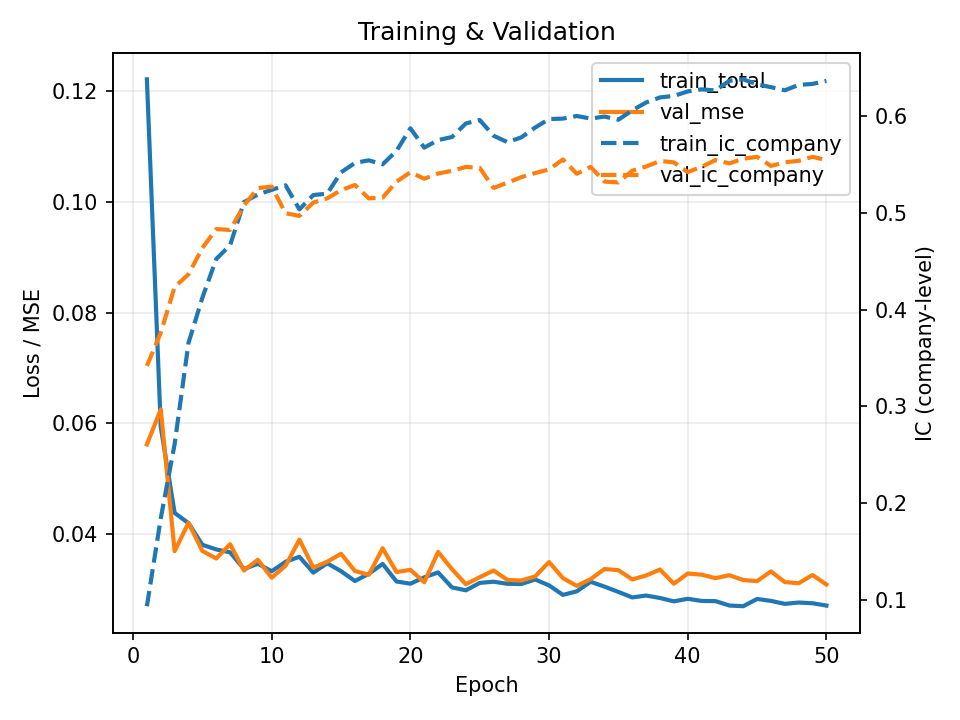 Training & Validation
train_total
val_mse
train_ic_company
val_ic_company
0.12
0.10
0.08
0.06
0.04
Loss / MSE
0.6
0.5
0.4
0.3
0.2
0.1
IC (company-level)
0 10 20 30 40 50
Epoch